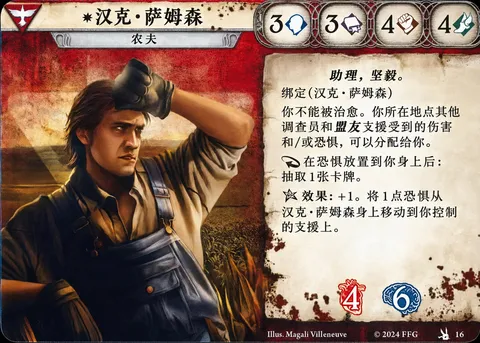 *汉克·萨姆森
农夫
3 3 4 4
助理，坚毅。
绑定(汉克·萨姆森)
你不能被治愈。你所在地点其他
调查员和盟友支援受到的伤害
和/或恐惧，可以分配给你。
在恐惧放置到你身上后：
抽取1张卡牌。
效果：+1。将1点恐惧从
汉克·萨姆森身上移动到你控制
的支援上。
4 6
Illus. Magali Villeneuve © 2024 FFG 16